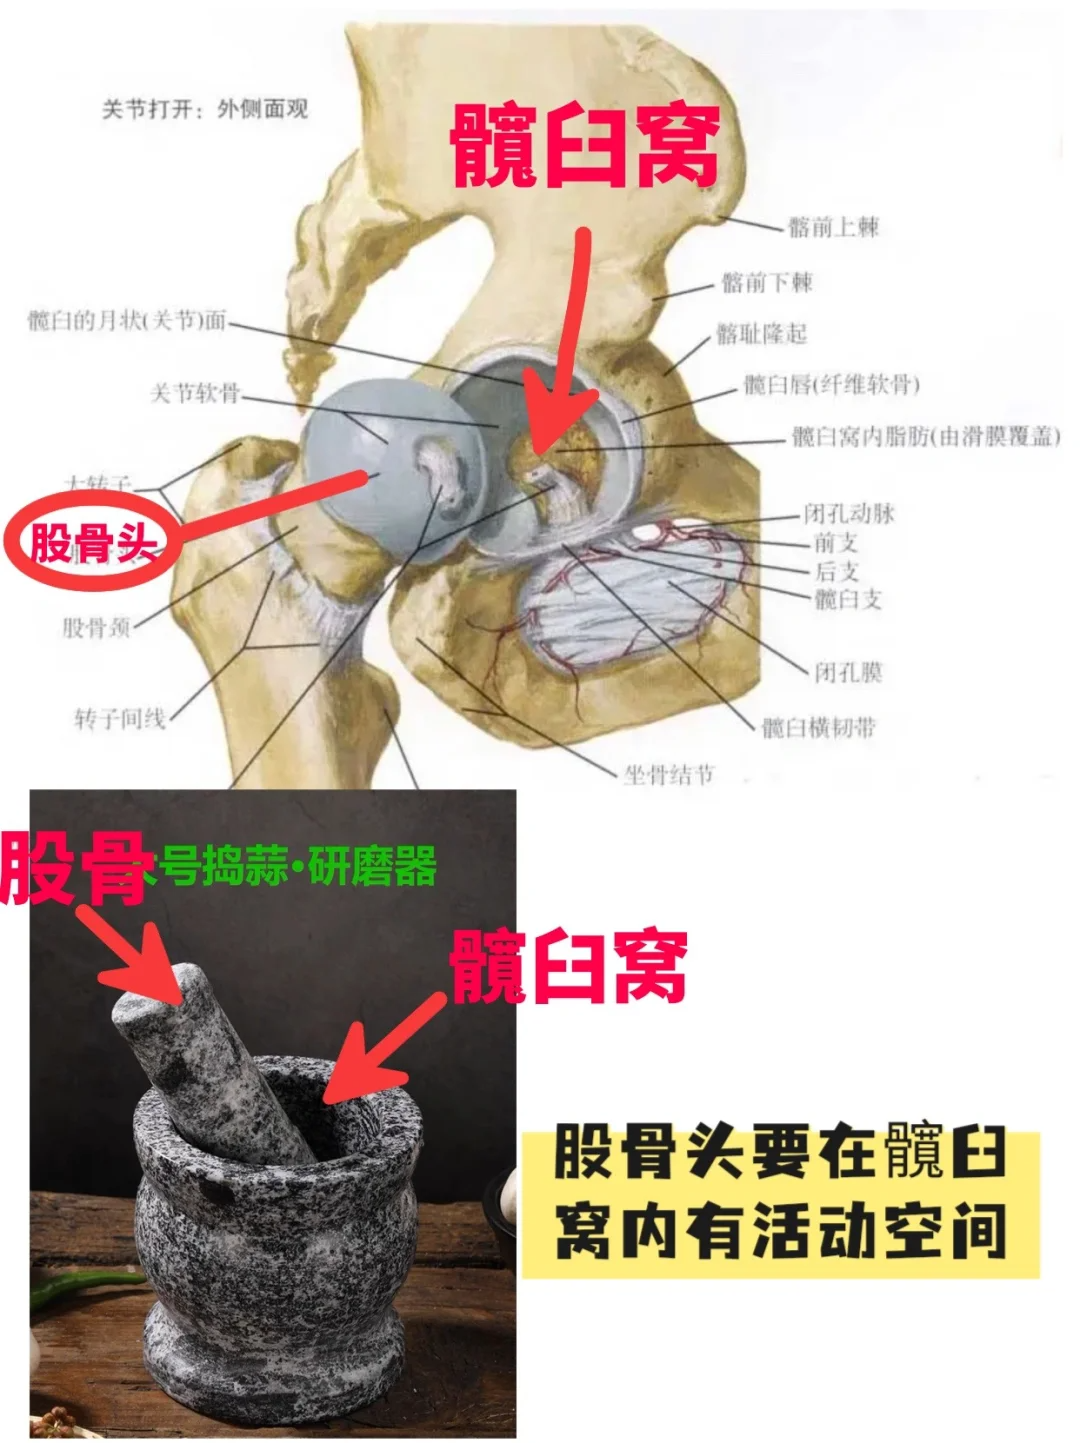 关节打开：外侧面观
髖臼窝
髂前上棘
髂前下棘
髂耻隆起
髋臼的月状(关节)面
关节软骨
髋臼唇(纤维软骨)
髋臼窝内脂肪(由滑膜覆盖)
大转子
股骨头
闭孔动脉
前支
后支
髋臼支
股骨颈
闭孔膜
转子间线
髋臼横韧带
坐骨结节
股骨
号捣蒜·研磨器
髖臼窝
股骨头要在髖臼
窝内有活动空间